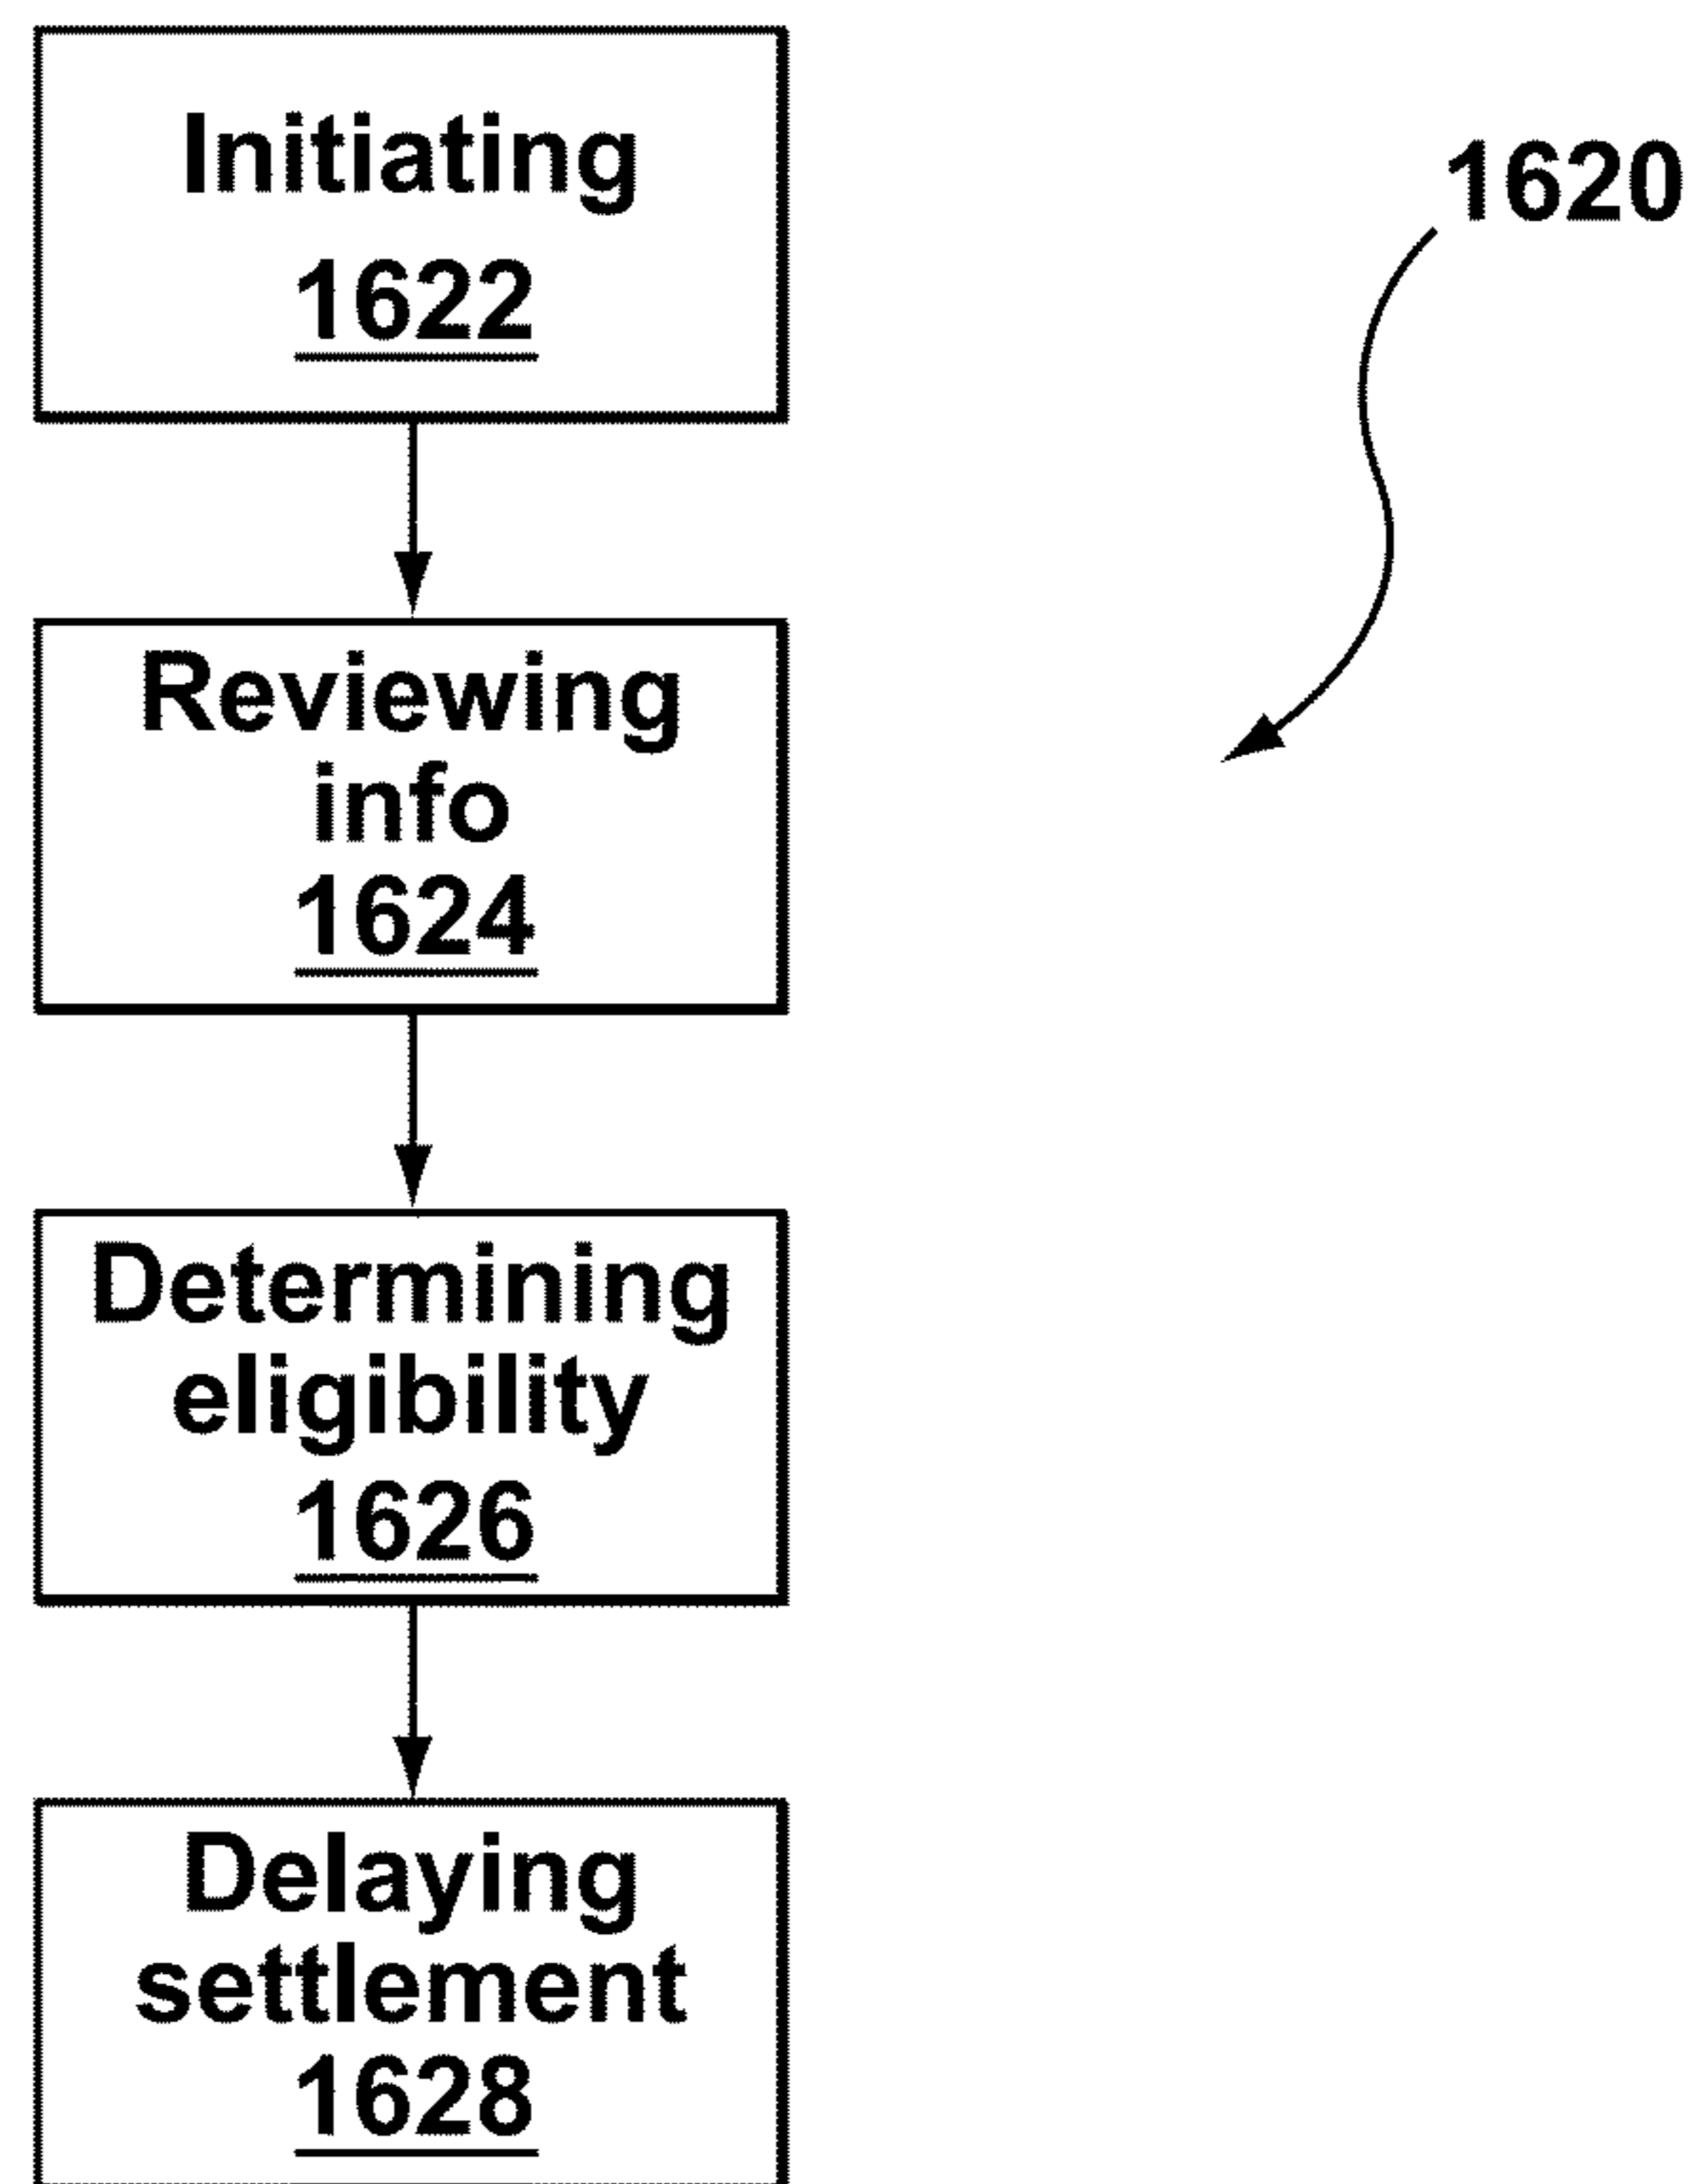 Initiating
1622
1620
Reviewing
info
1624
Determining
eligibility
1626
Delaying
settlement
1628